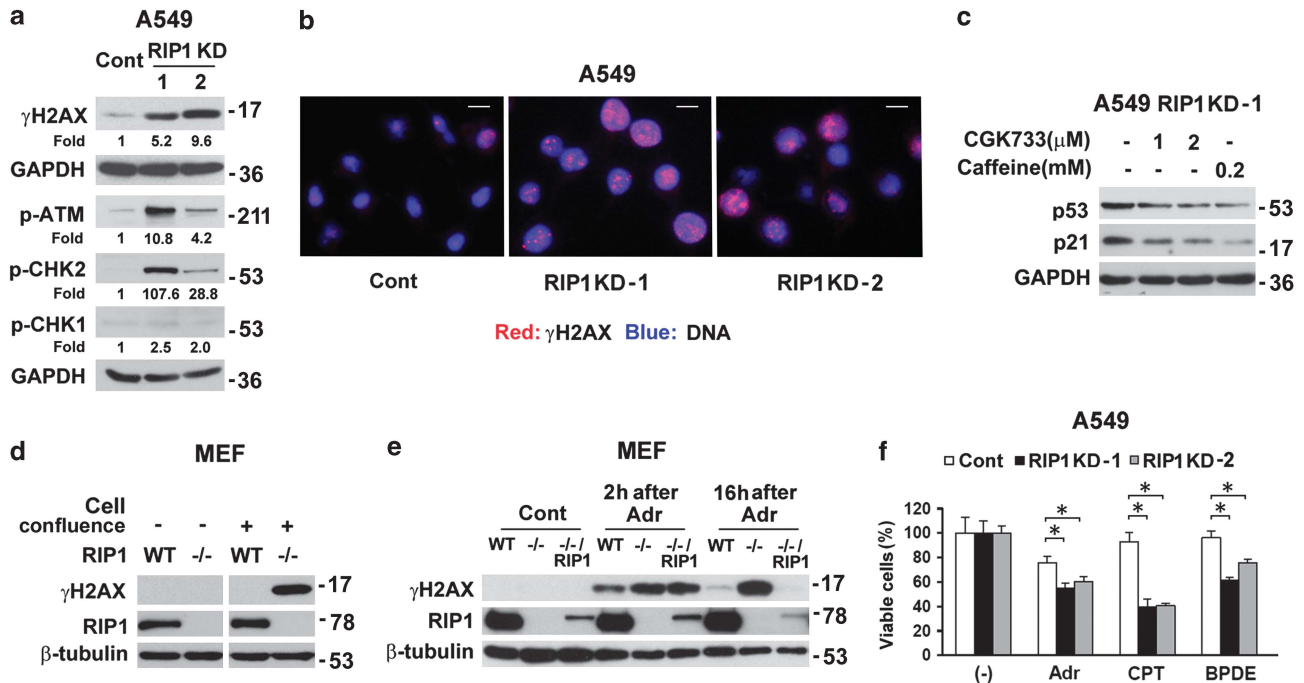 a
A549
Cont RIP1 KD
1 2
γH2AX -17
Fold 1 5.2 9.6
GAPDH -36
p-ATM -211
Fold 1 10.8 4.2
p-CHK2 -53
Fold 1 107.6 28.8
p-CHK1 -53
Fold 1 2.5 2.0
GAPDH -36
b
A549
Cont RIP1KD-1 RIP1KD-2
Red: γH2AX Blue: DNA
c
A549 RIP1KD-1
CGK733(μM) - 1 2 -
Caffeine(mM) - - - 0.2
p53 -53
p21 -17
GAPDH -36
d
MEF
Cell
confluence - - + +
RIP1 WT -/- WT -/-
γH2AX -17
RIP1 -78
β-tubulin -53
e
MEF
2h after 16h after
Cont Adr Adr
WT -/- -/-/ WT -/- -/-/ WT -/- -/-/
RIP1 RIP1 RIP1
γH2AX -17
RIP1 -78
β-tubulin -53
f
A549
Cont RIP1KD-1 RIP1KD-2
Viable cells (%)
120
100
80
60
40
20
0
* * * * * *
(-) Adr CPT BPDE